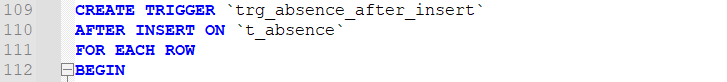 109 CREATE TRIGGER `trg_absence_after_insert`
110 AFTER INSERT ON `t_absence`
111 FOR EACH ROW
112 BEGIN